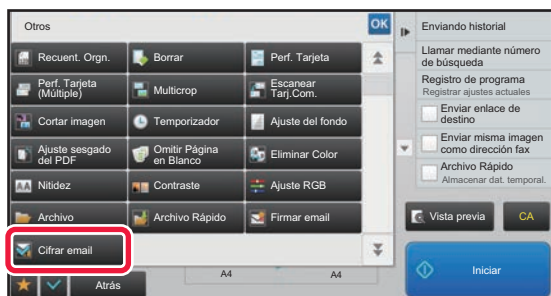 Otros
OK
Recuent. Orgn.
Borrar
Perf. Tarjeta
Perf. Tarjeta
(Múltiple)
Multicrop
Escanear
Tarj.Com.
Cortar imagen
Temporizador
Ajuste del fondo
Ajuste sesgado
del PDF
Omitir Página
en Blanco
Eliminar Color
AA Nitidez
Contraste
Ajuste RGB
Archivo
Archivo Rápido
Firmar email
Cifrar email
Atrás
A4
A4
Enviando historial
Llamar mediante número
de búsqueda
Registro de programa
Registrar ajustes actuales
Enviar enlace de
destino
Enviar misma imagen
como dirección fax
Archivo Rápido
Almacenar dat. temporal.
Vista previa
CA
Iniciar